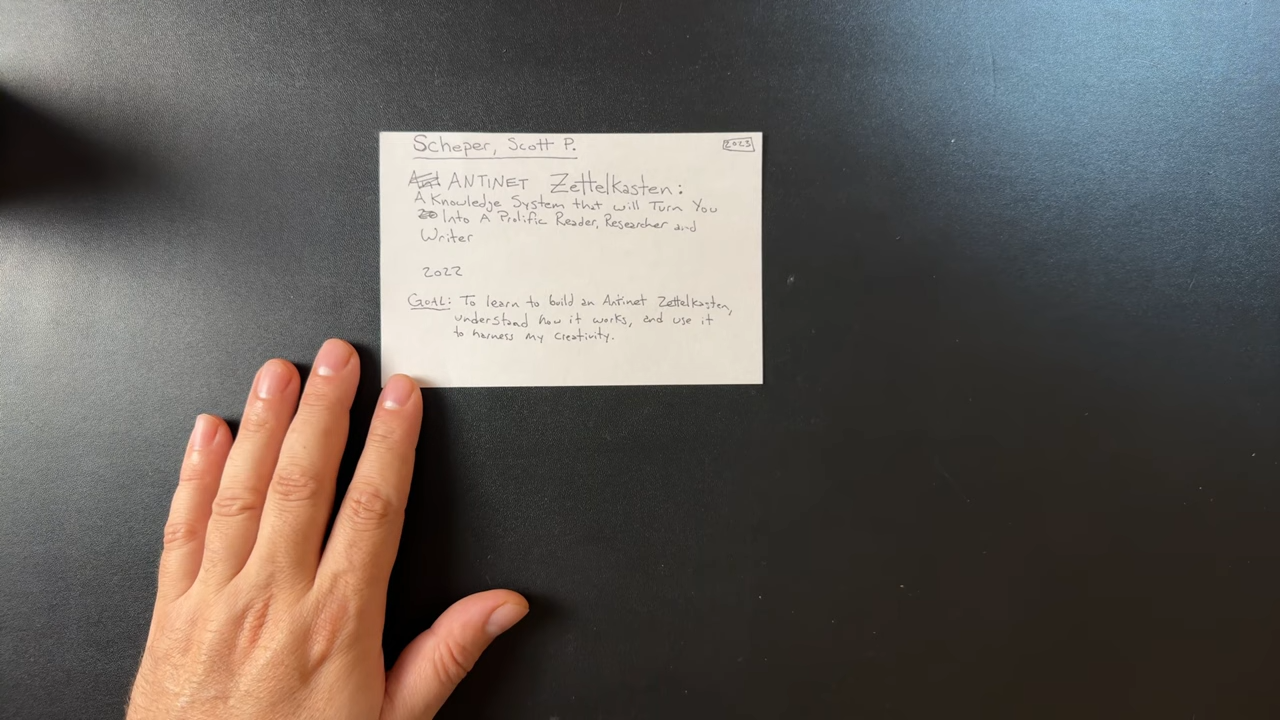 Scheper, Scott P.
2023
ANTINET Zettelkasten:
A Knowledge System that will Turn You
Into A Prolific Reader, Researcher and
Writer
2022
GOAL: To learn to build an Antinet Zettelkasten,
understand how it works, and use it
to harness my creativity.